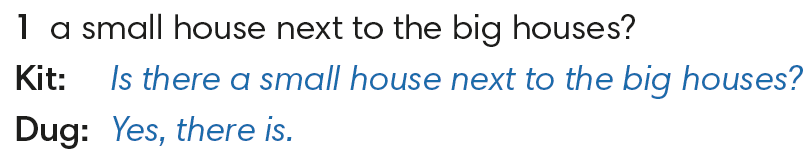 1 a small house next to the big houses?
Kit: Is there a small house next to the big houses?
Dug: Yes, there is.